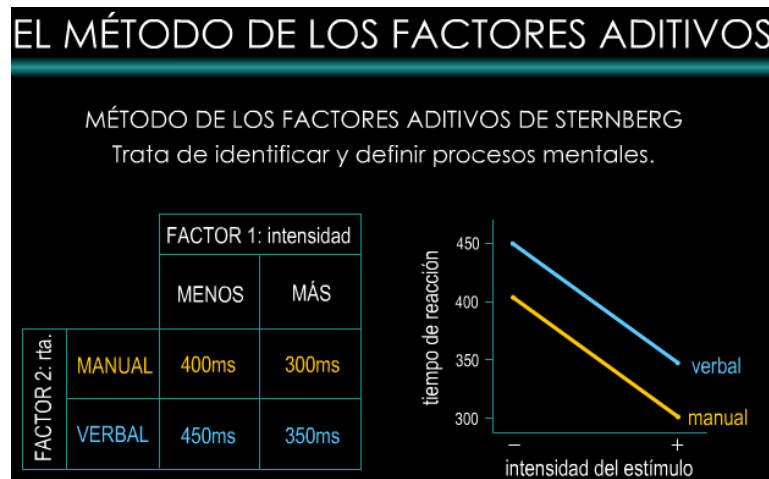 EL MÉTODO DE LOS FACTORES ADITIVOS
MÉTODO DE LOS FACTORES ADITIVOS DE STERNBERG
Trata de identificar y definir procesos mentales.
FACTOR 1: intensidad
MENOS MÁS
FACTOR 2: rta.
MANUAL 400ms 300ms
VERBAL 450ms 350ms
tiempo de reacción
450
400
350
300
verbal
manual
– +
intensidad del estímulo